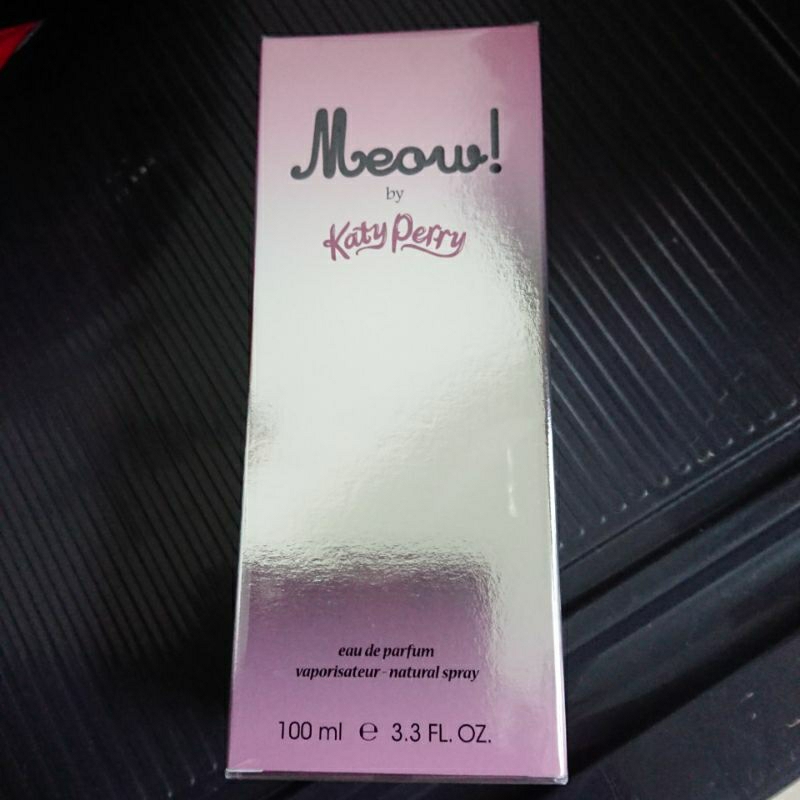 Meow!
by
Katy Perry
eau de parfum
vaporisateur - natural spray
100 ml ℮ 3.3 FL. OZ.